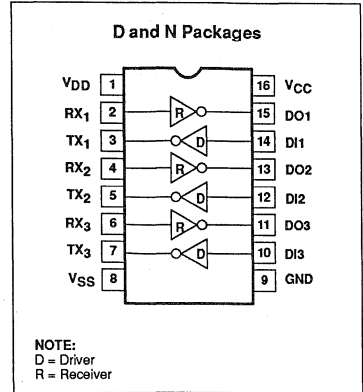 D and N Packages
VDD 1 16 VCC
RX1 2 R 15 DO1
TX1 3 D 14 DI1
RX2 4 R 13 DO2
TX2 5 D 12 DI2
RX3 6 R 11 DO3
TX3 7 D 10 DI3
VSS 8 9 GND
NOTE:
D = Driver
R = Receiver